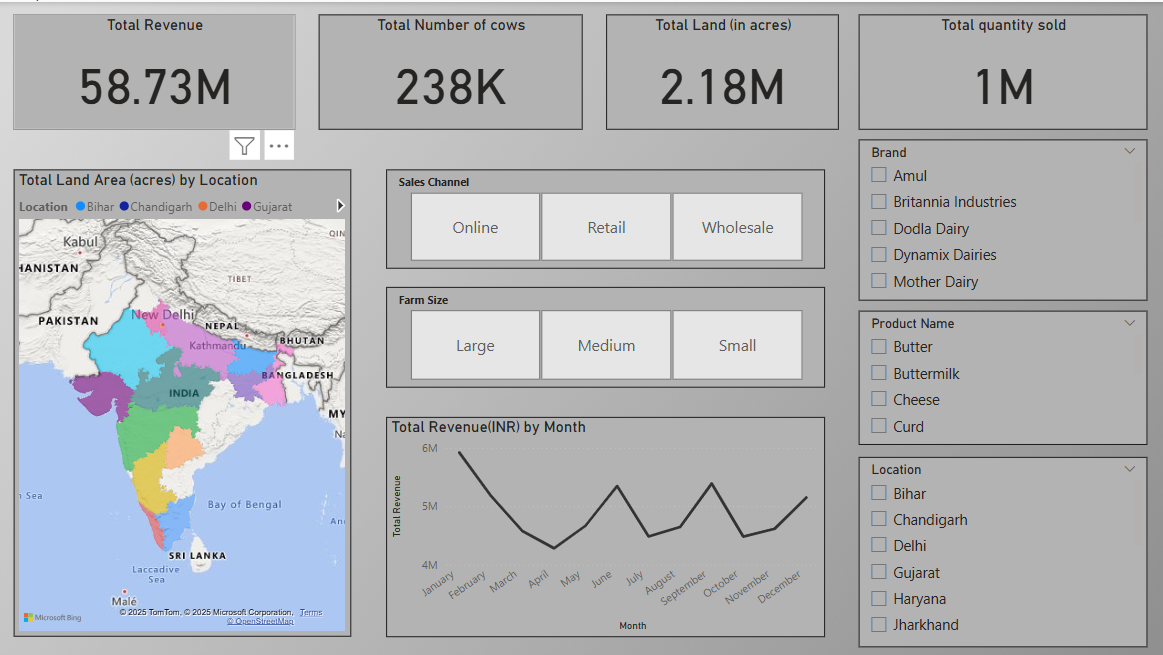 Total Revenue
58.73M
Total Number of cows
238K
Total Land (in acres)
2.18M
Total quantity sold
1M
Total Land Area (acres) by Location
Location Bihar Chandigarh Delhi Gujarat
Kabul
HANISTAN
QIN
TIBET
PAKISTAN
New Delhi
NEPAL
Kathmandu
BHUTAN
BANGLADESH
INDIA
MY
Na
Sea
Bay of Bengal
An
SRI LANKA
Laccadive
Sea
Malé
© 2025 TomTom, © 2025 Microsoft Corporation, Terms
Microsoft Bing
© OpenStreetMap
Sales Channel
Online
Retail
Wholesale
Farm Size
Large
Medium
Small
Total Revenue(INR) by Month
6M
5M
4M
Total Revenue
January
February
March
April
May
June
July
August
September
October
November
December
Month
Brand
Amul
Britannia Industries
Dodla Dairy
Dynamix Dairies
Mother Dairy
Product Name
Butter
Buttermilk
Cheese
Curd
Location
Bihar
Chandigarh
Delhi
Gujarat
Haryana
Jharkhand